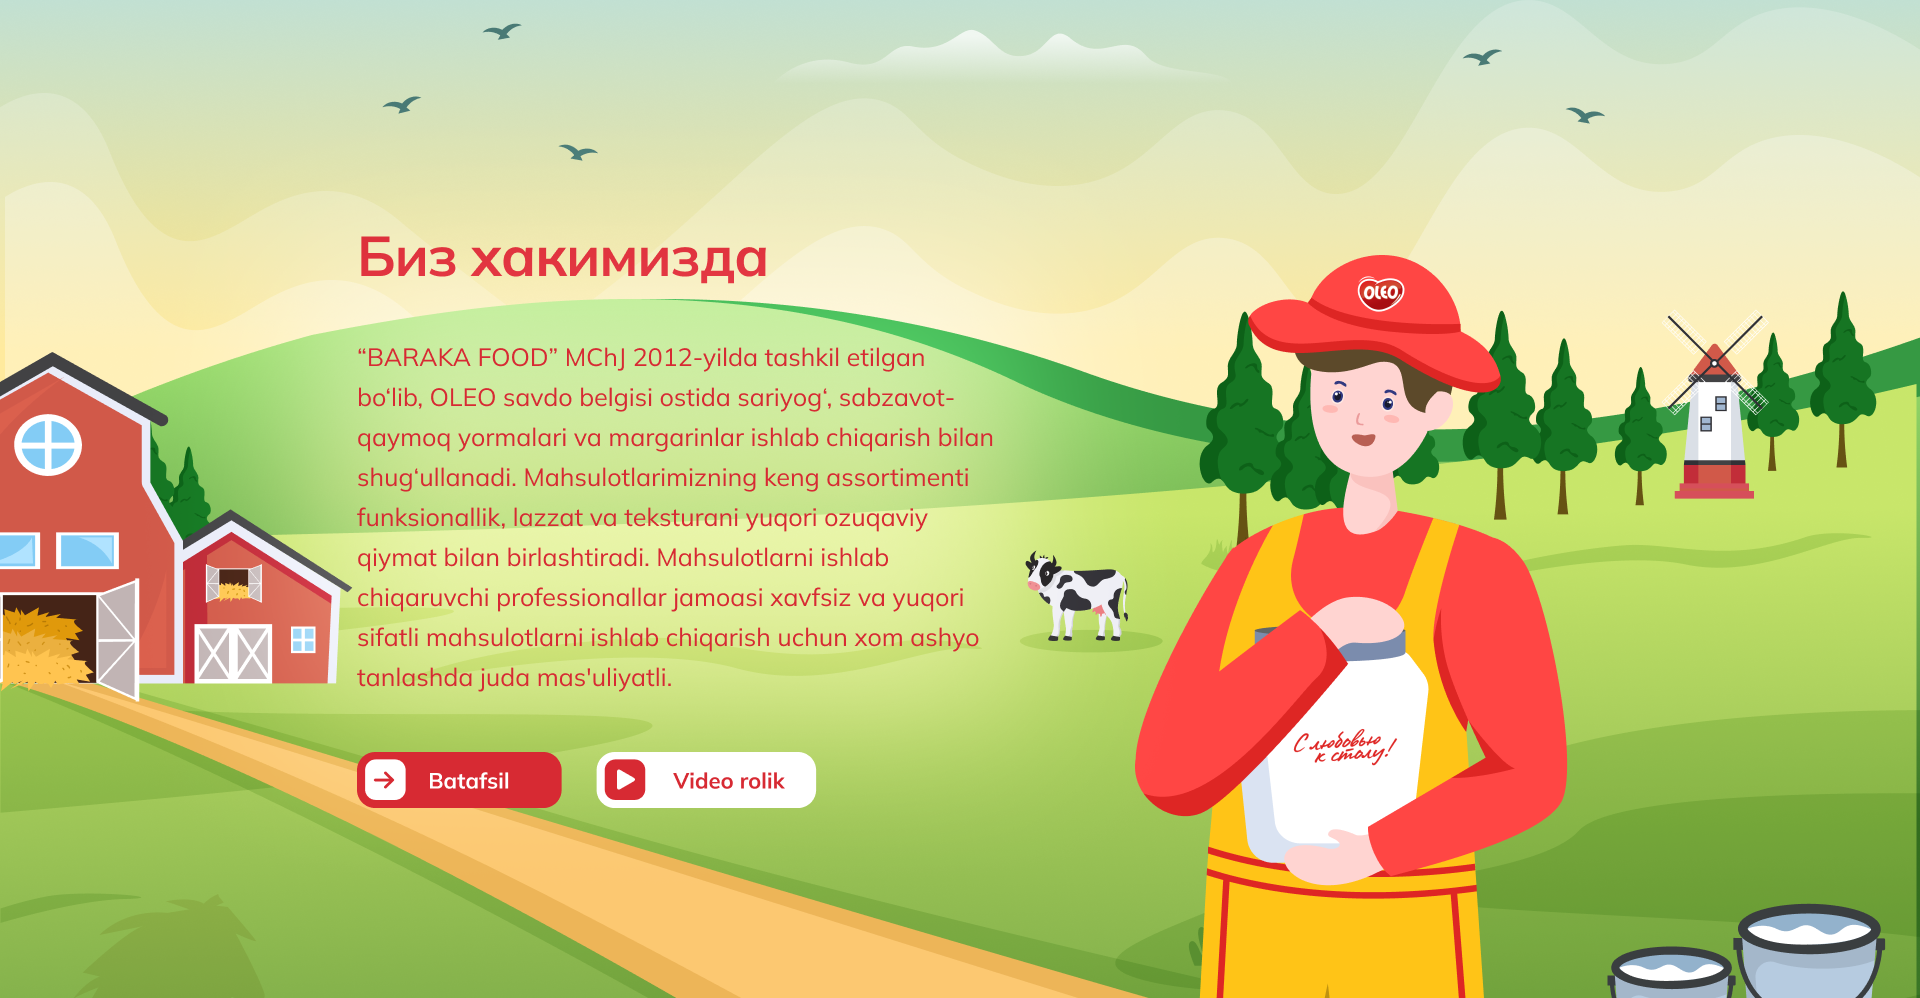 Биз хакимизда
OLEO
“BARAKA FOOD” MChJ 2012-yilda tashkil etilgan
bo‘lib, OLEO savdo belgisi ostida sariyog‘, sabzavot-
qaymoq yormalari va margarinlar ishlab chiqarish bilan
shug‘ullanadi. Mahsulotlarimizning keng assortimenti
funksionallik, lazzat va teksturani yuqori ozuqaviy
qiymat bilan birlashtiradi. Mahsulotlarni ishlab
chiqaruvchi professionallar jamoasi xavfsiz va yuqori
sifatli mahsulotlarni ishlab chiqarish uchun xom ashyo
tanlashda juda mas'uliyatli.
С любовью
к столу!
Batafsil
Video rolik